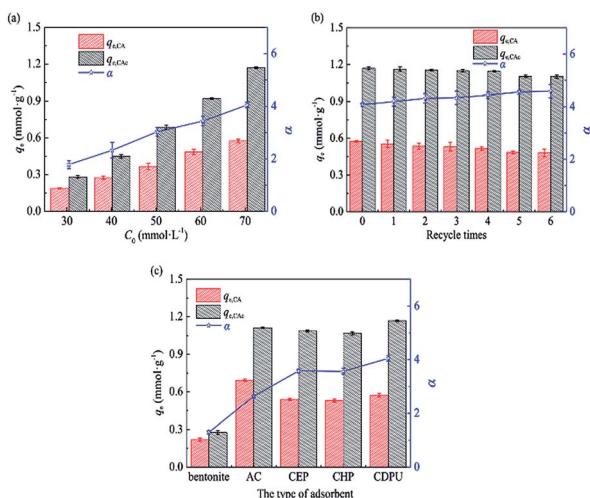 (a)
q_e,CA
q_e,CAc
α
q_e (mmol·g⁻¹)
1.5
1.2
0.9
0.6
0.3
0.0
6
4
2
0
α
30 40 50 60 70
C₀ (mmol·L⁻¹)
(b)
q_e,CA
q_e,CAc
α
q_e (mmol·g⁻¹)
1.5
1.2
0.9
0.6
0.3
0.0
6
4
2
0
α
0 1 2 3 4 5 6
Recycle times
(c)
q_e,CA
q_e,CAc
α
q_e (mmol·g⁻¹)
1.5
1.2
0.9
0.6
0.3
0.0
6
4
2
0
α
bentonite AC CEP CHP CDPU
The type of adsorbent